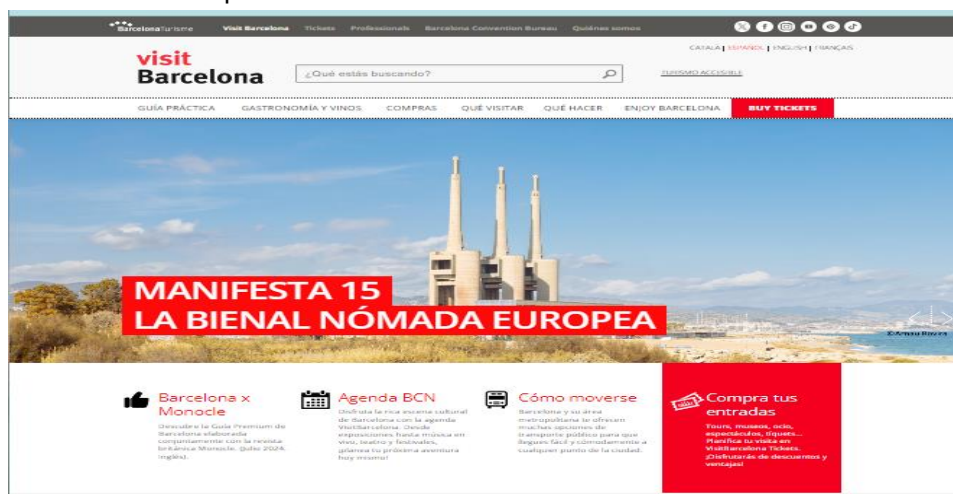 BarcelonaTurisme Visit Barcelona Tickets Professionals Barcelona Convention Bureau Quiénes somos
CATALÀ | ESPAÑOL | ENGLISH | FRANÇAIS
visit
Barcelona
¿Qué estás buscando?
TURISMO ACCESIBLE
GUÍA PRÁCTICA GASTRONOMÍA Y VINOS COMPRAS QUÉ VISITAR QUÉ HACER ENJOY BARCELONA BUY TICKETS
MANIFESTA 15
LA BIENAL NÓMADA EUROPEA
Barcelona x
Monocle
Descubre la Guía Premium de
Barcelona elaborada
conjuntamente con la revista
británica Monocle. (Julio 2024.
Inglés).
Agenda BCN
Disfruta la rica escena cultural
de Barcelona con la agenda
VisitBarcelona. Desde
exposiciones hasta música en
vivo, teatro y festivales,
¡planea tu próxima aventura
hoy mismo!
Cómo moverse
Barcelona y su área
metropolitana te ofrecen
muchas opciones de
transporte público para que
llegues fácil y cómodamente a
cualquier punto de la ciudad.
Compra tus
entradas
Tours, museos, ocio,
espectáculos, tiquets...
Planifica tu visita en
VisitBarcelona Tickets.
¡Disfrutarás de descuentos y
ventajas!